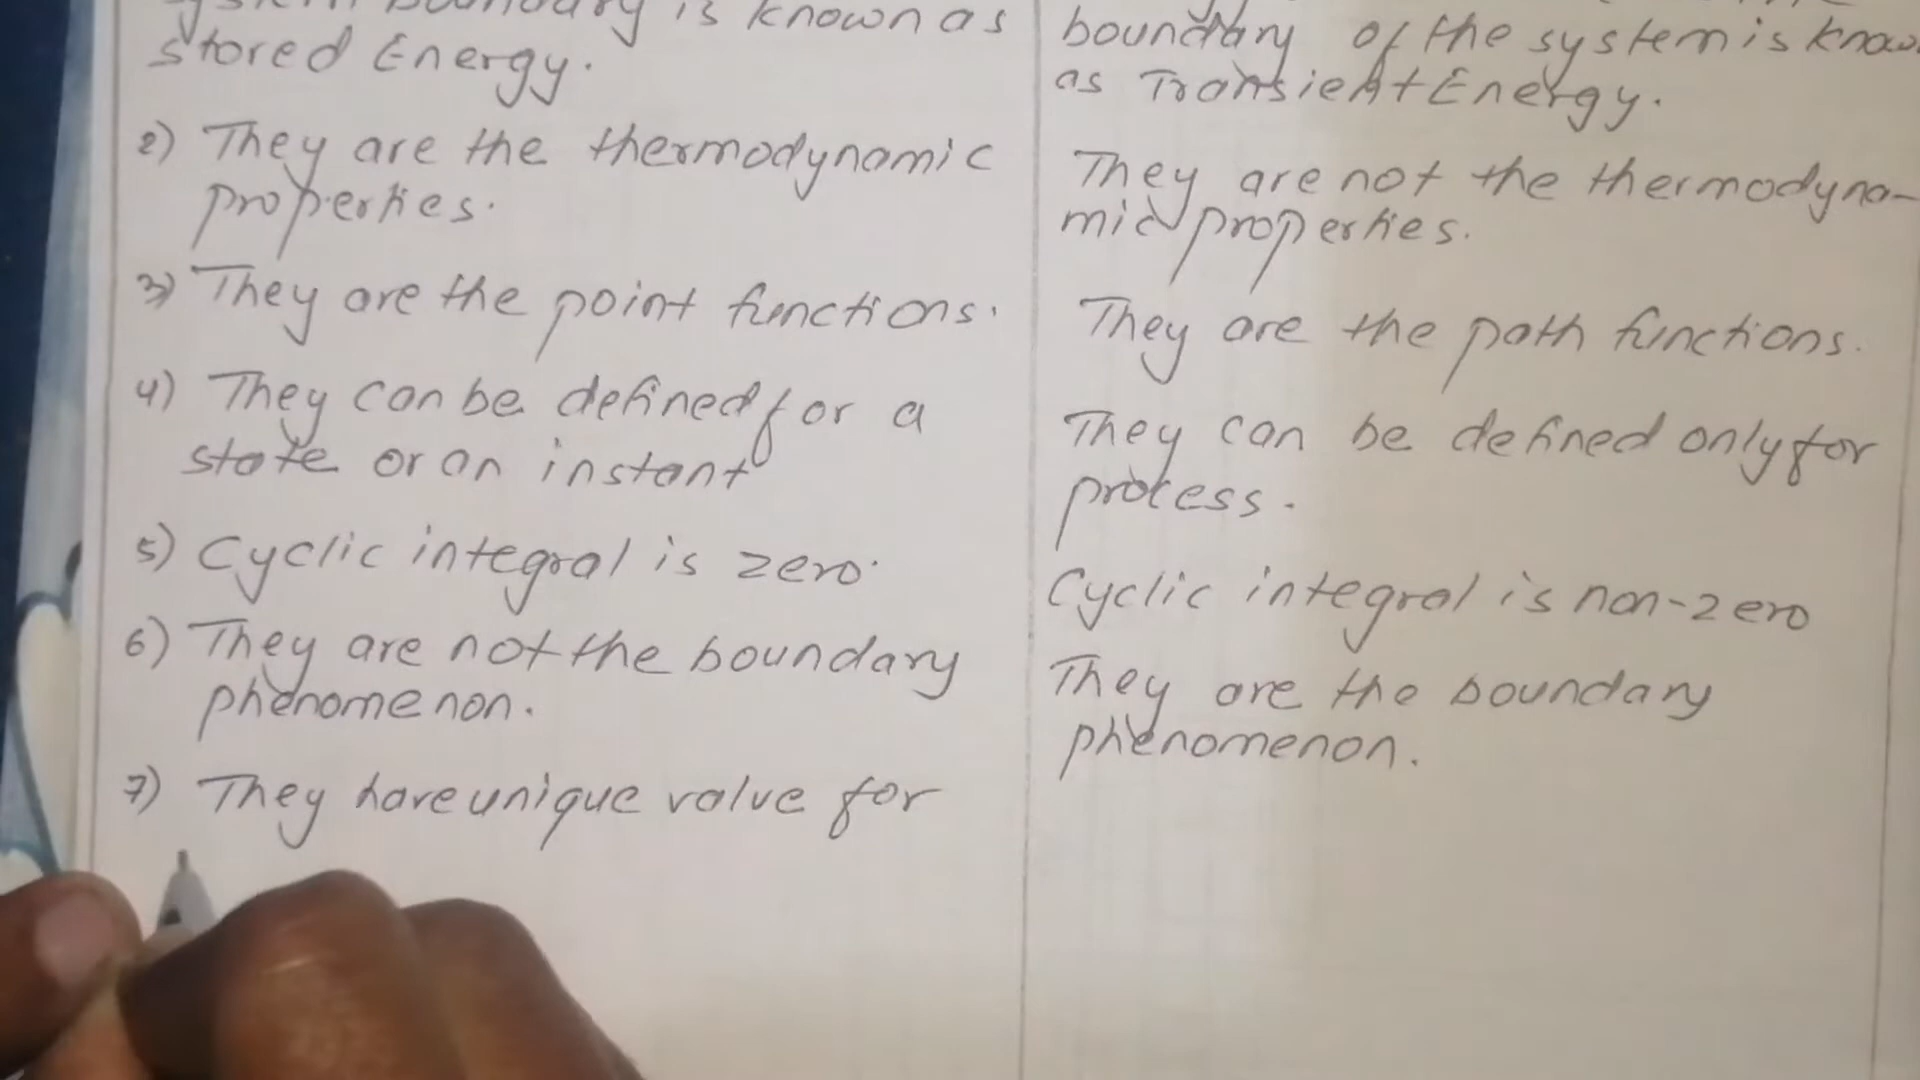 boundary is known as
stored Energy.
2) They are the thermodynamic
properties.
3) They are the point functions.
4) They can be defined for a
state or an instant
5) Cyclic integral is zero.
6) They are not the boundary
phenomenon.
7) They have unique value for
boundary of the system is know
as Transient Energy.
They are not the thermodyna-
mic properties.
They are the path functions.
They can be defined only for
process.
Cyclic integral is non-zero
They are the boundary
phenomenon.